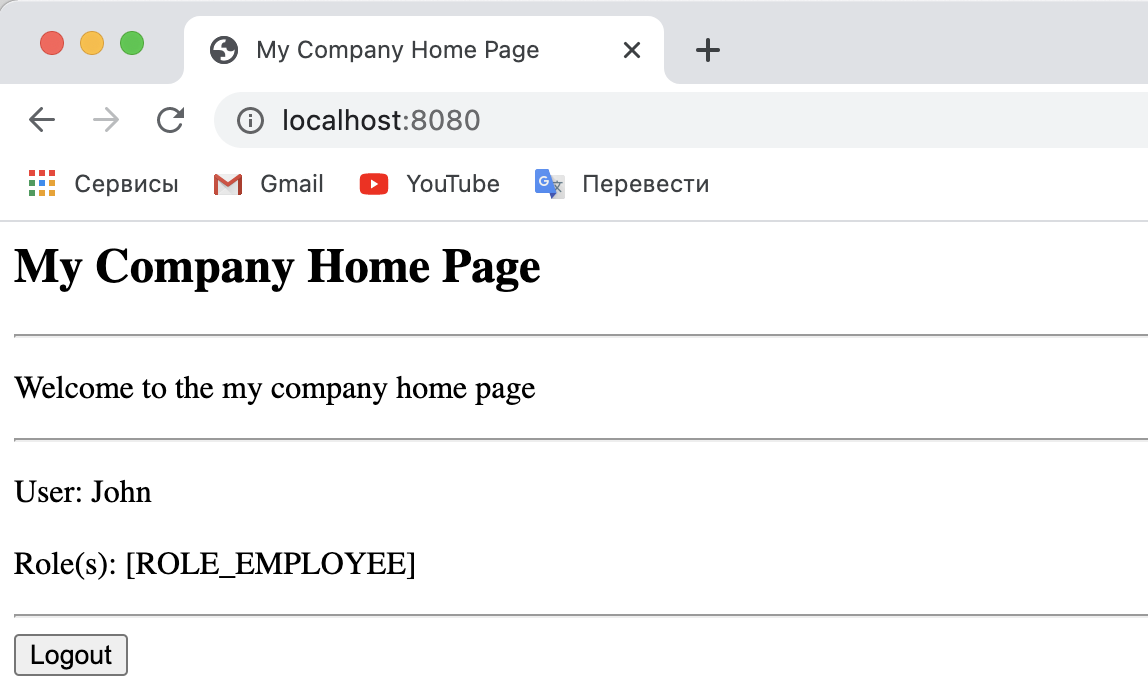 My Company Home Page
localhost:8080
Сервисы Gmail YouTube Перевести
My Company Home Page
Welcome to the my company home page
User: John
Role(s): [ROLE_EMPLOYEE]
Logout